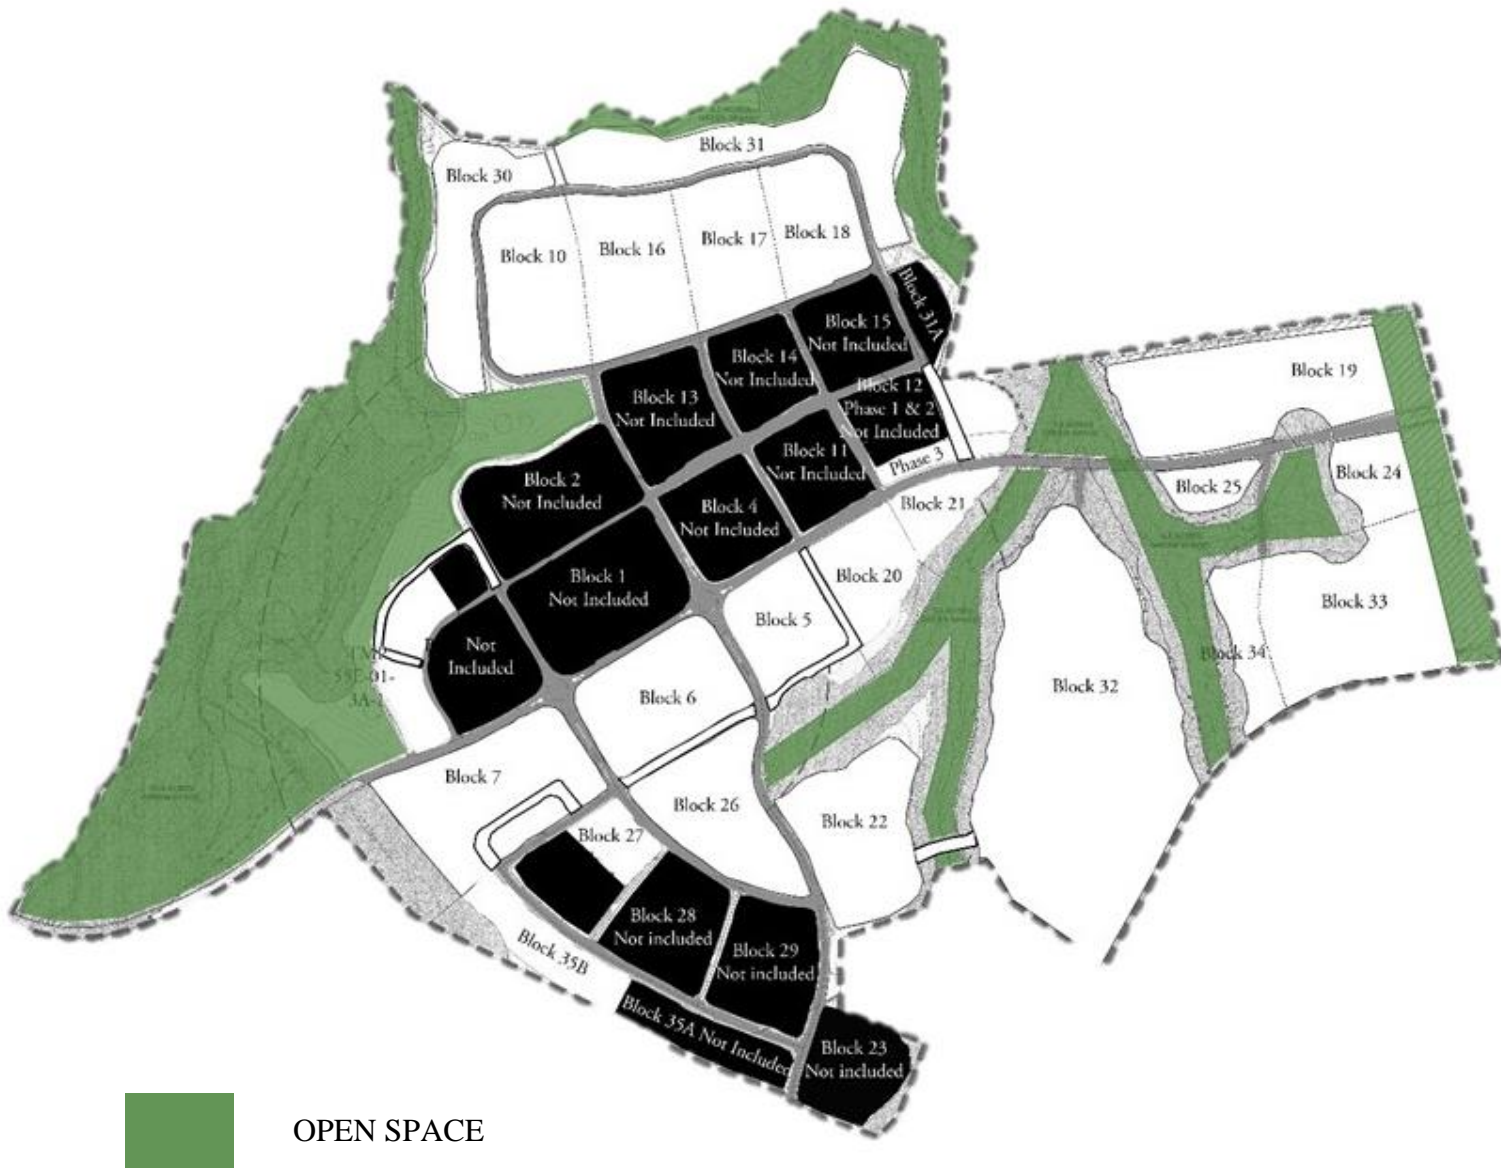 Block 31
Block 30
Block 18
Block 17
Block 16
Block 10
Block 31A
Block 15
Not Included
Block 14
Not Included
Block 19
Block 13
Not Included
Block 12
Phase 1 & 2
Not Included
Block 11
Not Included
Phase 3
Block 2
Not Included
Block 24
Block 25
Block 21
Block 4
Not Included
Block 1
Not Included
Block 20
Block 33
Block 5
Not
Included
Block 34
3A-
Block 6
Block 32
Block 7
Block 26
Block 22
Block 27
Block 28
Not included
Block 29
Not included
Block 35B
Block 35A Not Included
Block 23
Not included
OPEN SPACE